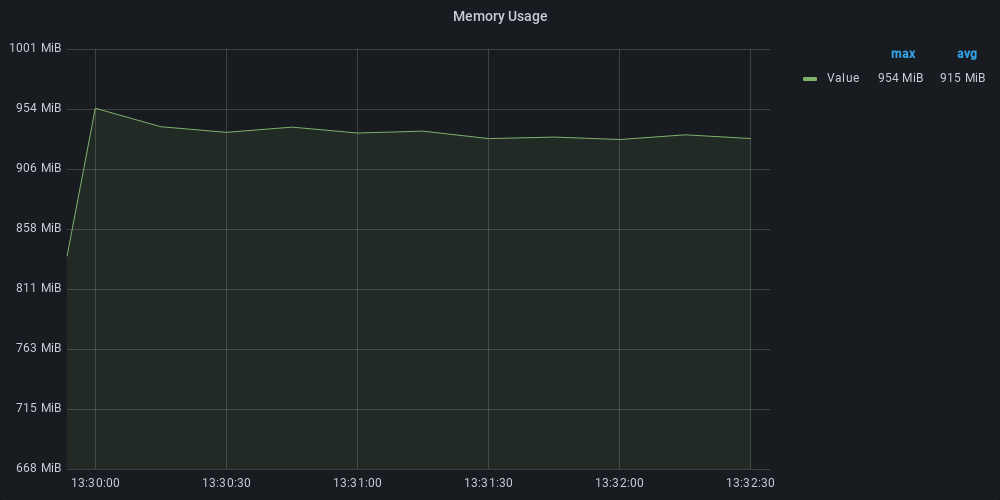 Memory Usage
1001 MiB
954 MiB
906 MiB
858 MiB
811 MiB
763 MiB
715 MiB
668 MiB
13:30:00 13:30:30 13:31:00 13:31:30 13:32:00 13:32:30
max avg
Value 954 MiB 915 MiB